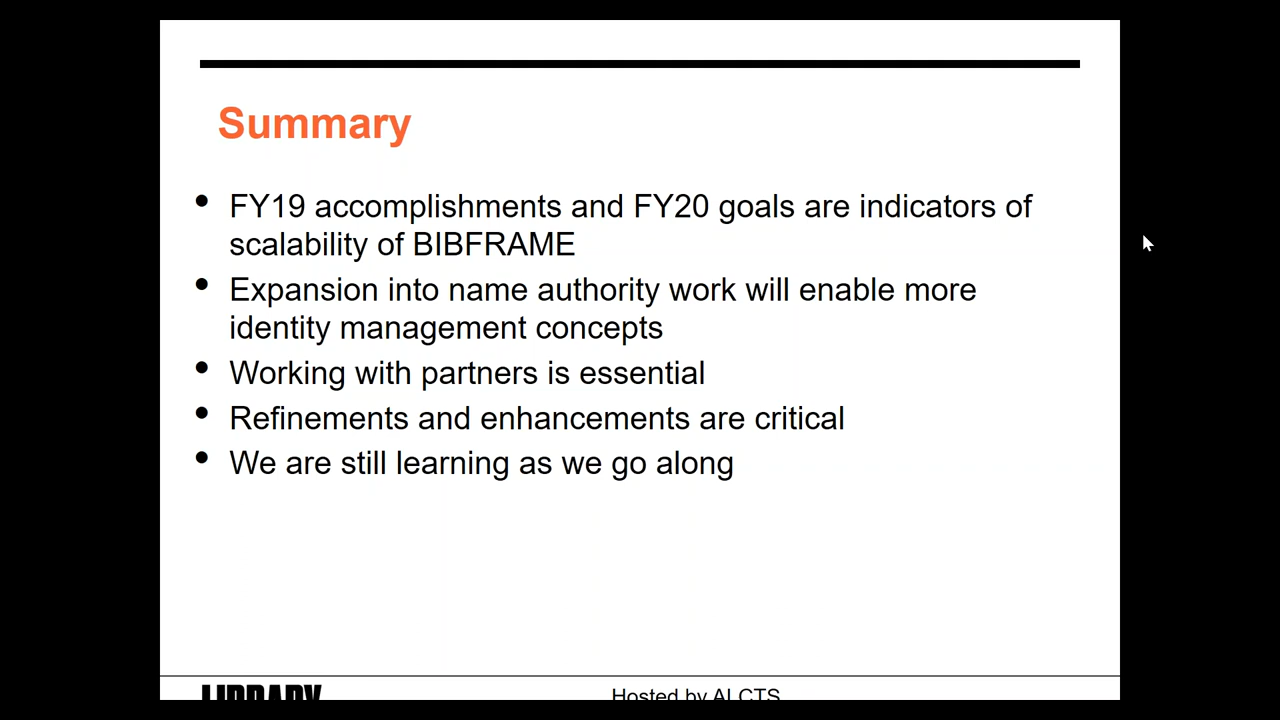 Summary
• FY19 accomplishments and FY20 goals are indicators of
scalability of BIBFRAME
• Expansion into name authority work will enable more
identity management concepts
• Working with partners is essential
• Refinements and enhancements are critical
• We are still learning as we go along
LIBRARY
Hosted by ALCTS